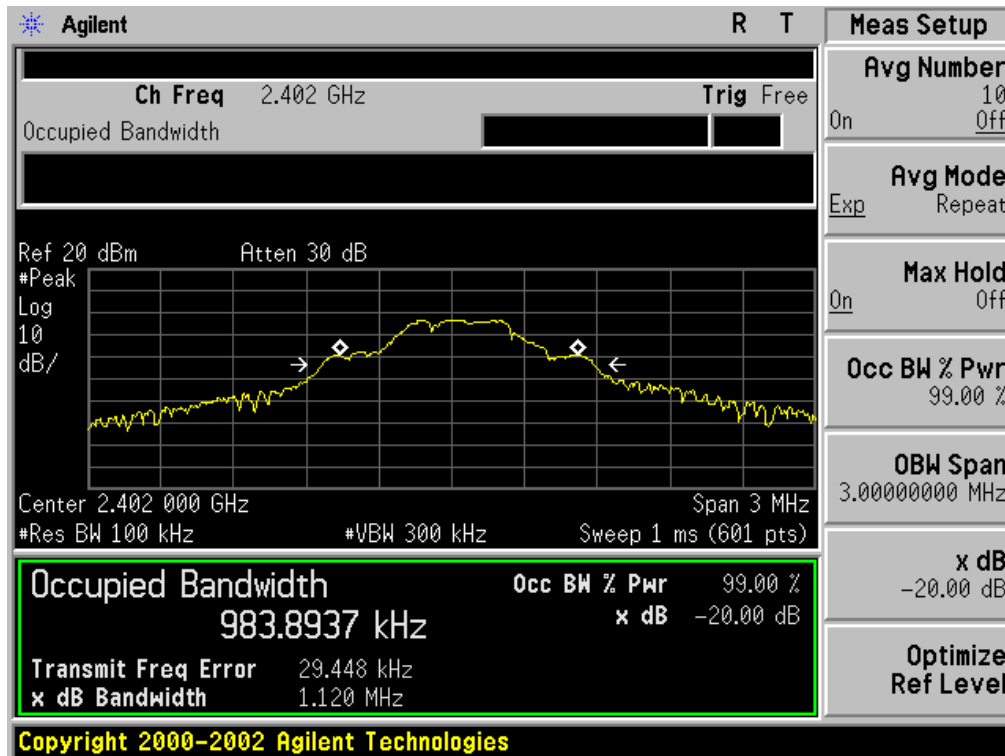 Agilent R T
Ch Freq 2.402 GHz Trig Free
Occupied Bandwidth
Ref 20 dBm Atten 30 dB
#Peak
Log
10
dB/
Center 2.402 000 GHz Span 3 MHz
#Res BW 100 kHz #VBW 300 kHz Sweep 1 ms (601 pts)
Occupied Bandwidth
983.8937 kHz
Occ BW % Pwr 99.00 %
x dB -20.00 dB
Transmit Freq Error 29.448 kHz
x dB Bandwidth 1.120 MHz
Copyright 2000-2002 Agilent Technologies
Meas Setup
Avg Number
10
On Off
Avg Mode
Exp Repeat
Max Hold
On Off
Occ BW % Pwr
99.00 %
OBW Span
3.00000000 MHz
x dB
-20.00 dB
Optimize
Ref Level